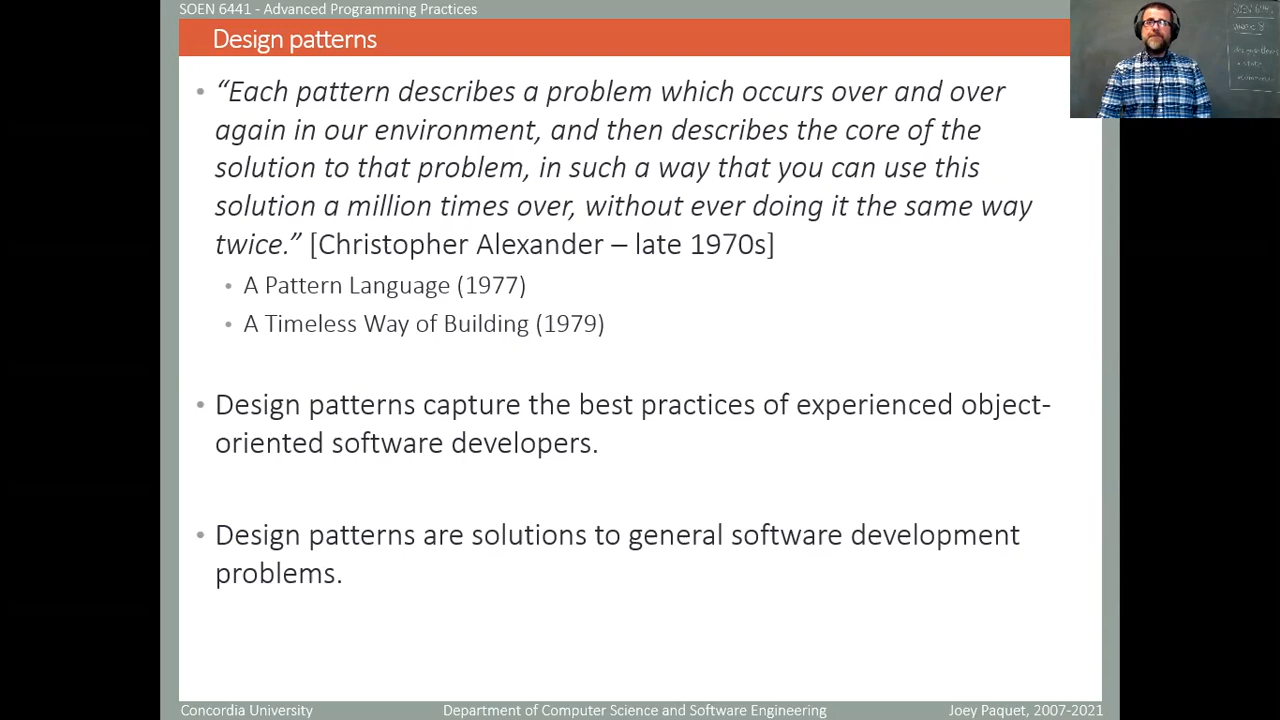 SOEN 6441 - Advanced Programming Practices
Design patterns
• “Each pattern describes a problem which occurs over and over
again in our environment, and then describes the core of the
solution to that problem, in such a way that you can use this
solution a million times over, without ever doing it the same way
twice.” [Christopher Alexander – late 1970s]
• A Pattern Language (1977)
• A Timeless Way of Building (1979)
• Design patterns capture the best practices of experienced object-
oriented software developers.
• Design patterns are solutions to general software development
problems.
Concordia University
Department of Computer Science and Software Engineering
Joey Paquet, 2007-2021